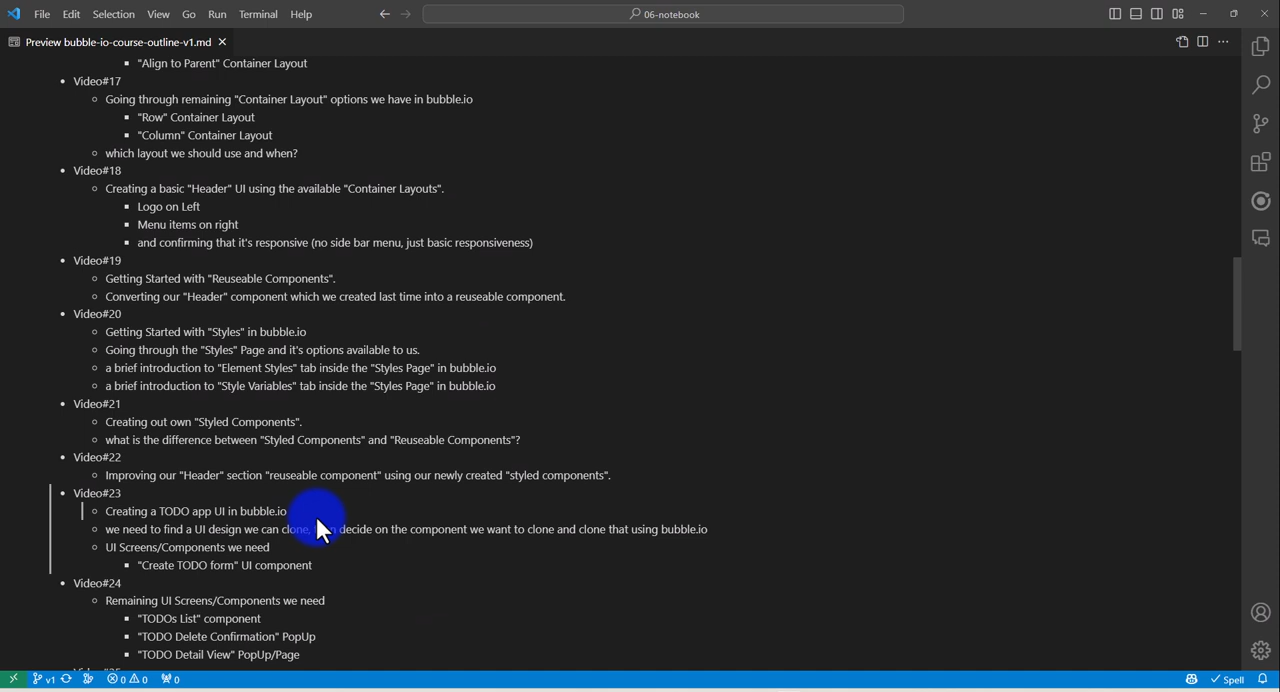 File Edit Selection View Go Run Terminal Help
06-notebook
Preview bubble-io-course-outline-v1.md
"Align to Parent" Container Layout
Video#17
Going through remaining "Container Layout" options we have in bubble.io
"Row" Container Layout
"Column" Container Layout
which layout we should use and when?
Video#18
Creating a basic "Header" UI using the available "Container Layouts".
Logo on Left
Menu items on right
and confirming that it's responsive (no side bar menu, just basic responsiveness)
Video#19
Getting Started with "Reuseable Components".
Converting our "Header" component which we created last time into a reuseable component.
Video#20
Getting Started with "Styles" in bubble.io
Going through the "Styles" Page and it's options available to us.
a brief introduction to "Element Styles" tab inside the "Styles Page" in bubble.io
a brief introduction to "Style Variables" tab inside the "Styles Page" in bubble.io
Video#21
Creating out own "Styled Components".
what is the difference between "Styled Components" and "Reuseable Components"?
Video#22
Improving our "Header" section "reuseable component" using our newly created "styled components".
Video#23
Creating a TODO app UI in bubble.io
we need to find a UI design we can clone, decide on the component we want to clone and clone that using bubble.io
UI Screens/Components we need
"Create TODO form" UI component
Video#24
Remaining UI Screens/Components we need
"TODOs List" component
"TODO Delete Confirmation" PopUp
"TODO Detail View" PopUp/Page
v1 0 0 0 Spell